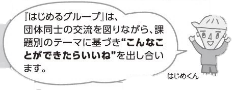 『はじめるグループ』は、
団体同士の交流を図りながら、課
題別のテーマに基づき“こんなこ
とができたらいいね”を出し合い
ます。
はじめくん